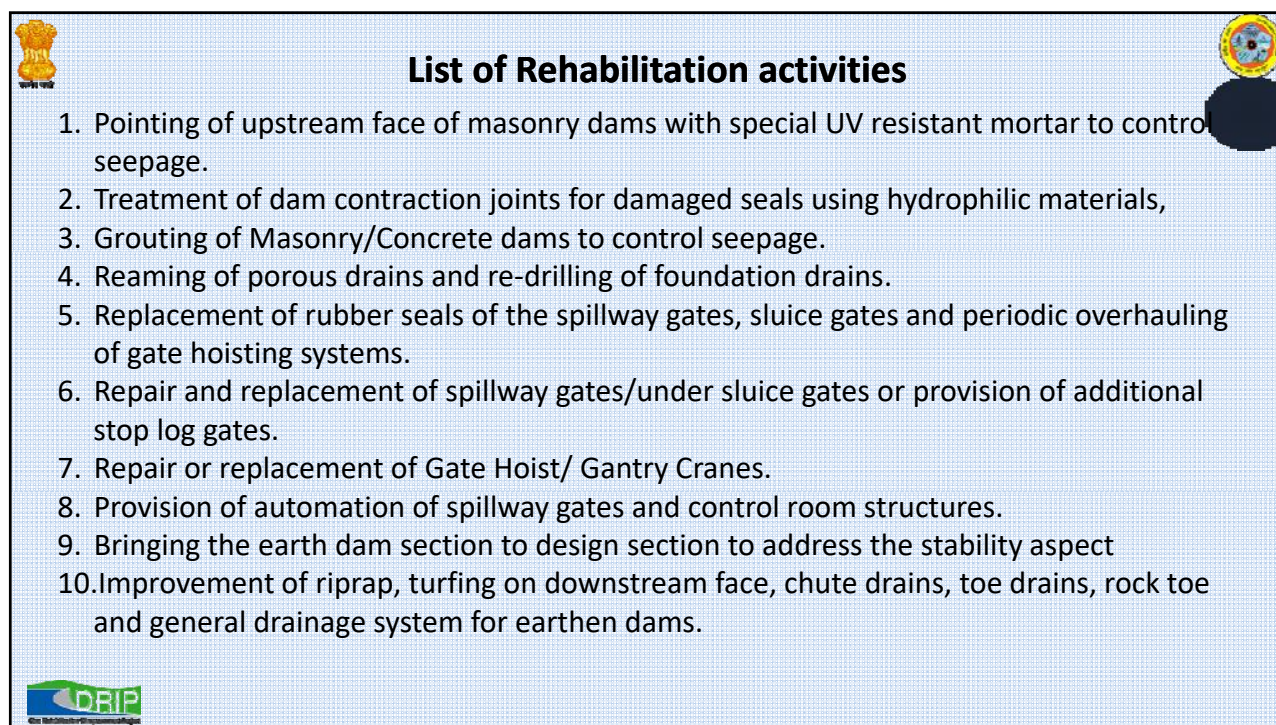 List of Rehabilitation activities
1. Pointing of upstream face of masonry dams with special UV resistant mortar to control
seepage.
2. Treatment of dam contraction joints for damaged seals using hydrophilic materials,
3. Grouting of Masonry/Concrete dams to control seepage.
4. Reaming of porous drains and re-drilling of foundation drains.
5. Replacement of rubber seals of the spillway gates, sluice gates and periodic overhauling
of gate hoisting systems.
6. Repair and replacement of spillway gates/under sluice gates or provision of additional
stop log gates.
7. Repair or replacement of Gate Hoist/ Gantry Cranes.
8. Provision of automation of spillway gates and control room structures.
9. Bringing the earth dam section to design section to address the stability aspect
10.Improvement of riprap, turfing on downstream face, chute drains, toe drains, rock toe
and general drainage system for earthen dams.
DRIP